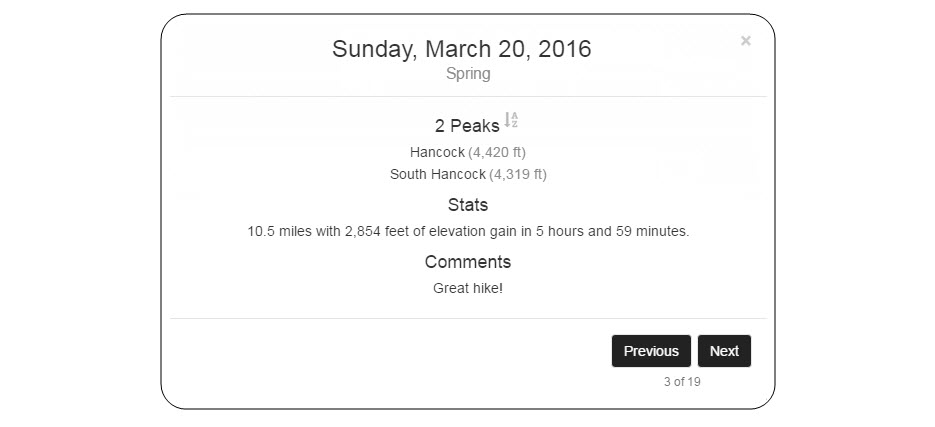 Sunday, March 20, 2016
×
Spring
2 Peaks
Hancock (4,420 ft)
South Hancock (4,319 ft)
Stats
10.5 miles with 2,854 feet of elevation gain in 5 hours and 59 minutes.
Comments
Great hike!
Previous Next
3 of 19